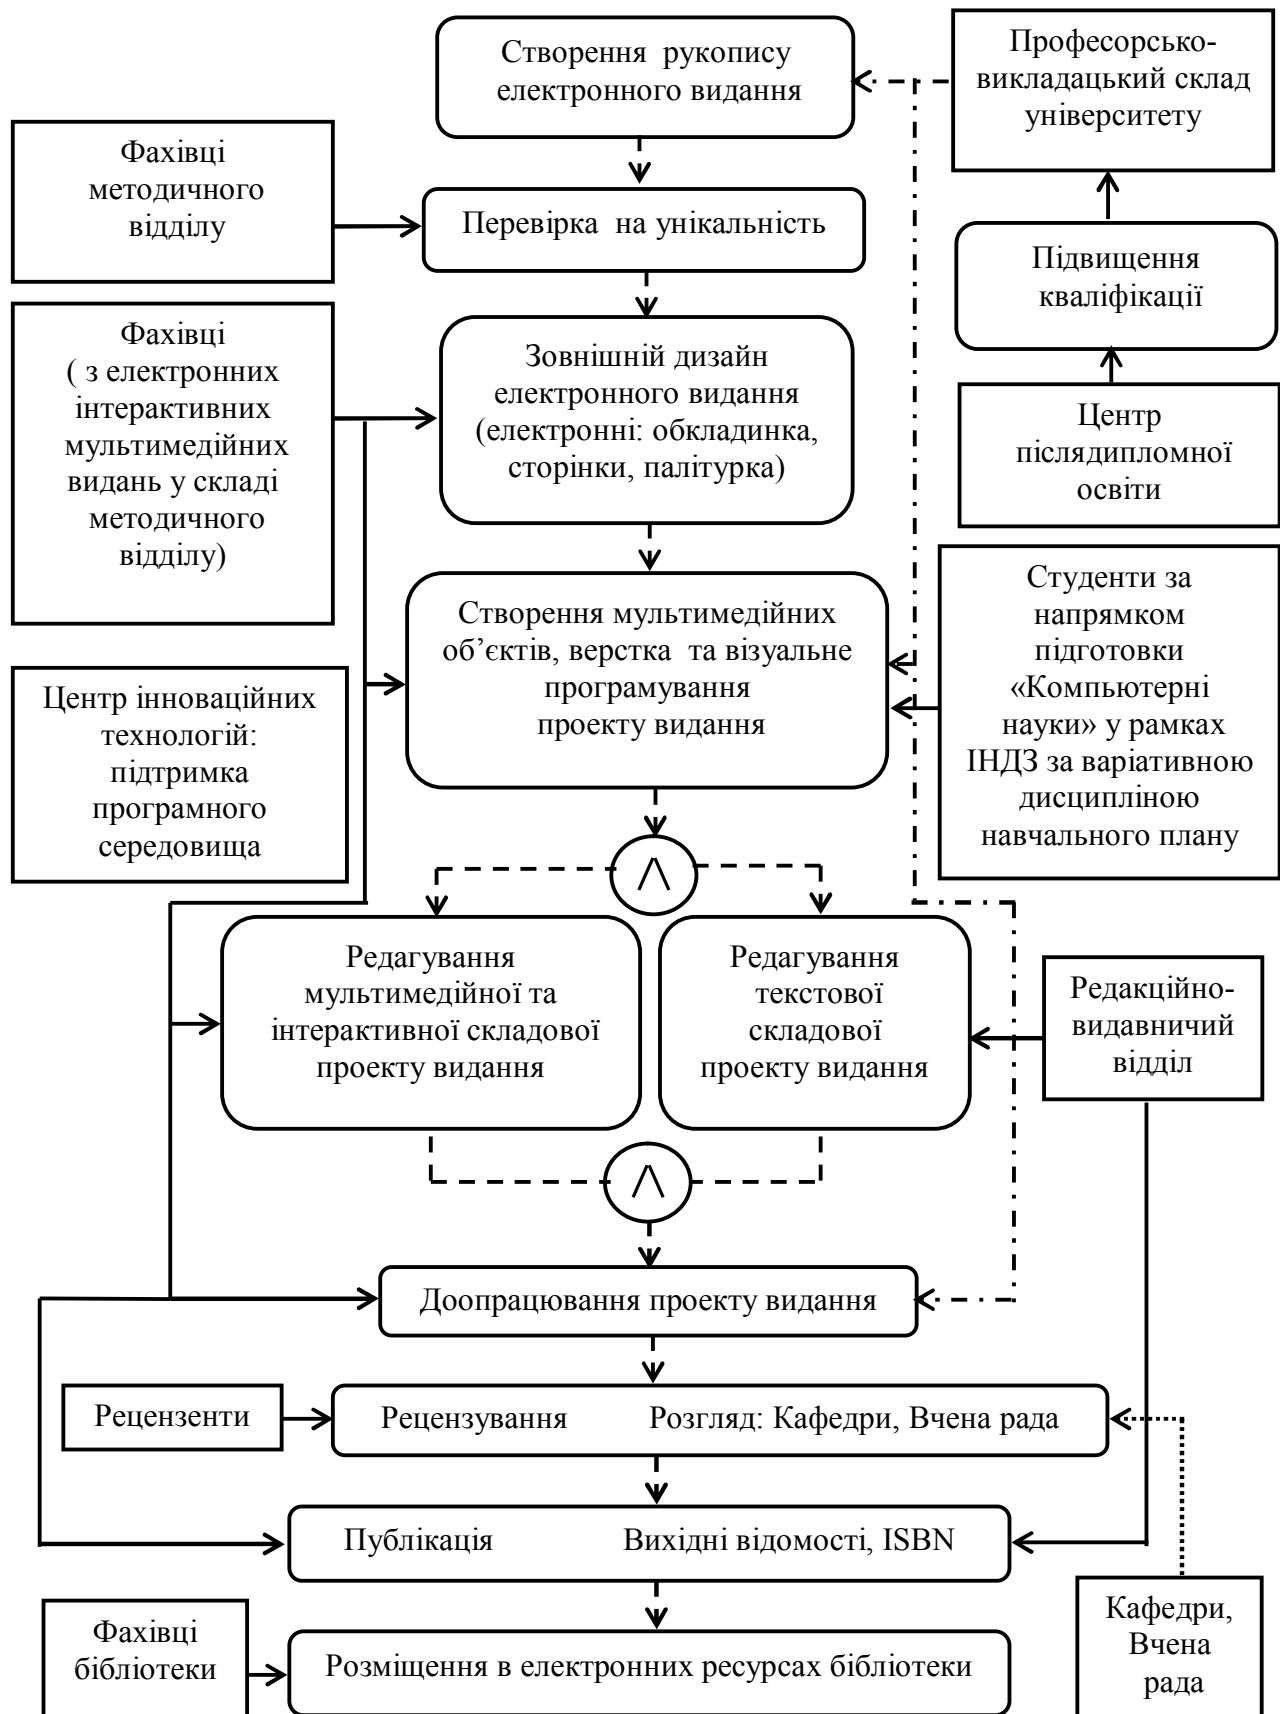 Створення рукопису
електронного видання
Професорсько-
викладацький склад
університету
Фахівці
методичного
відділу
Перевірка на унікальність
Підвищення
кваліфікації
Фахівці
( з електронних
інтерактивних
мультимедійних
видань у складі
методичного
відділу)
Зовнішній дизайн
електронного видання
(електронні: обкладинка,
сторінки, палітурка)
Центр
післядипломної
освіти
Створення мультимедійних
об’єктів, верстка та візуальне
програмування
проекту видання
Студенти за
напрямком
підготовки
«Компьютерні
науки» у рамках
ІНДЗ за варіативною
дисципліною
навчального плану
Центр інноваційних
технологій:
підтримка
програмного
середовища
/\
Редагування
мультимедійної та
інтерактивної складової
проекту видання
Редагування
текстової
складової
проекту видання
Редакційно-
видавничий
відділ
/\
Доопрацювання проекту видання
Рецензенти
Рецензування Розгляд: Кафедри, Вчена рада
Публікація Вихідні відомості, ISBN
Фахівці
бібліотеки
Розміщення в електронних ресурсах бібліотеки
Кафедри,
Вчена
рада